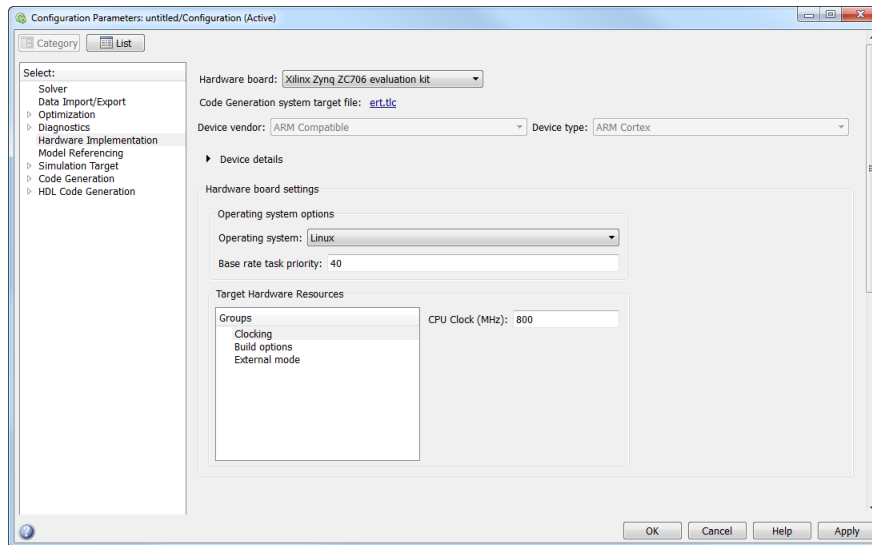 Configuration Parameters: untitled/Configuration (Active)
Category
List
Select:
Solver
Data Import/Export
Optimization
Diagnostics
Hardware Implementation
Model Referencing
Simulation Target
Code Generation
HDL Code Generation
Hardware board: Xilinx Zynq ZC706 evaluation kit
Code Generation system target file: ert.tlc
Device vendor: ARM Compatible Device type: ARM Cortex
Device details
Hardware board settings
Operating system options
Operating system: Linux
Base rate task priority: 40
Target Hardware Resources
Groups
Clocking
Build options
External mode
CPU Clock (MHz): 800
OK Cancel Help Apply